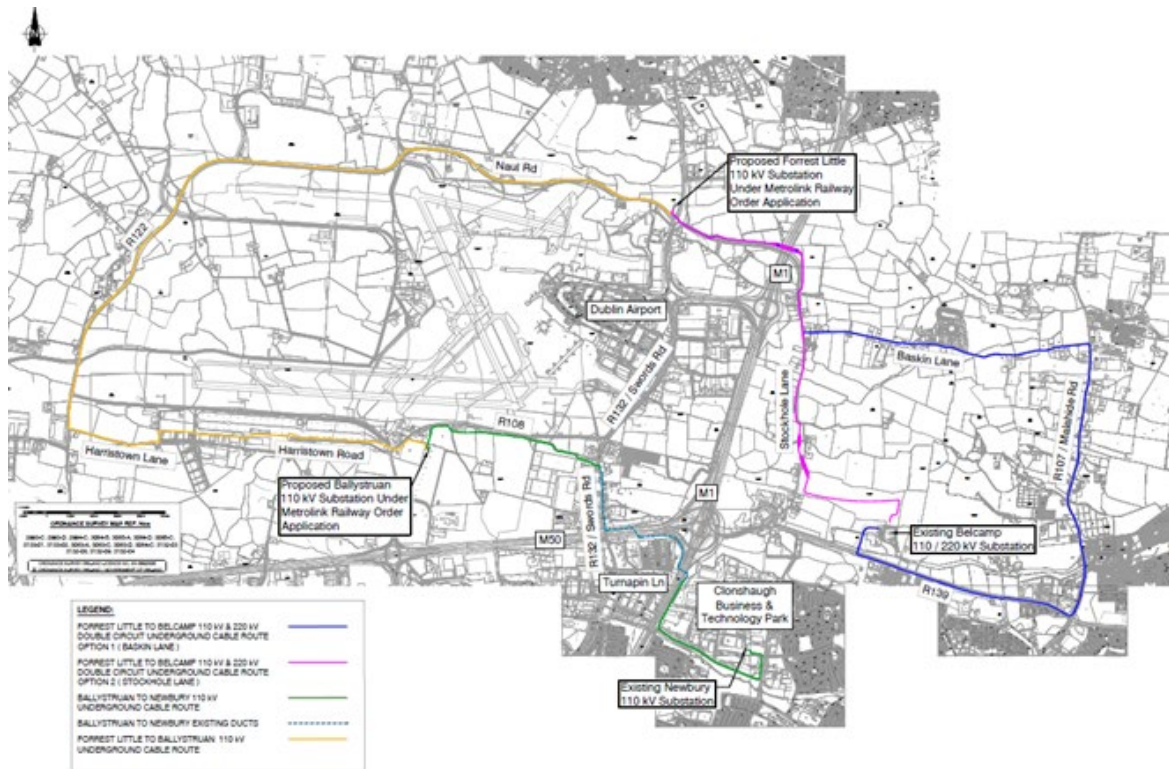 Naul Rd
Proposed Forrest Little
110 kV Substation
Under Metrolink Railway
Order Application
R122
M1
Dublin Airport
R132 / Swords Rd
Baskin Lane
Stockhole Lane
R107 / Malahide Rd
R108
Harristown Lane
Harristown Road
Proposed Ballystruan
110 kV Substation Under
Metrolink Railway Order
Application
R132 / Swords Rd
M1
M50
Existing Belcamp
110 / 220 kV Substation
Turnapin Ln
Clonshaugh
Business &
Technology Park
R139
Existing Newbury
110 kV Substation
LEGEND:
FORREST LITTLE TO BELCAMP 110 kV & 220 kV
DOUBLE CIRCUIT UNDERGROUND CABLE ROUTE
OPTION 1 ( BASKIN LANE )
FORREST LITTLE TO BELCAMP 110 kV & 220 kV
DOUBLE CIRCUIT UNDERGROUND CABLE ROUTE
OPTION 2 ( STOCKHOLE LANE )
BALLYSTRUAN TO NEWBURY 110 kV
UNDERGROUND CABLE ROUTE
BALLYSTRUAN TO NEWBURY EXISTING DUCTS
FORREST LITTLE TO BALLYSTRUAN 110 kV
UNDERGROUND CABLE ROUTE